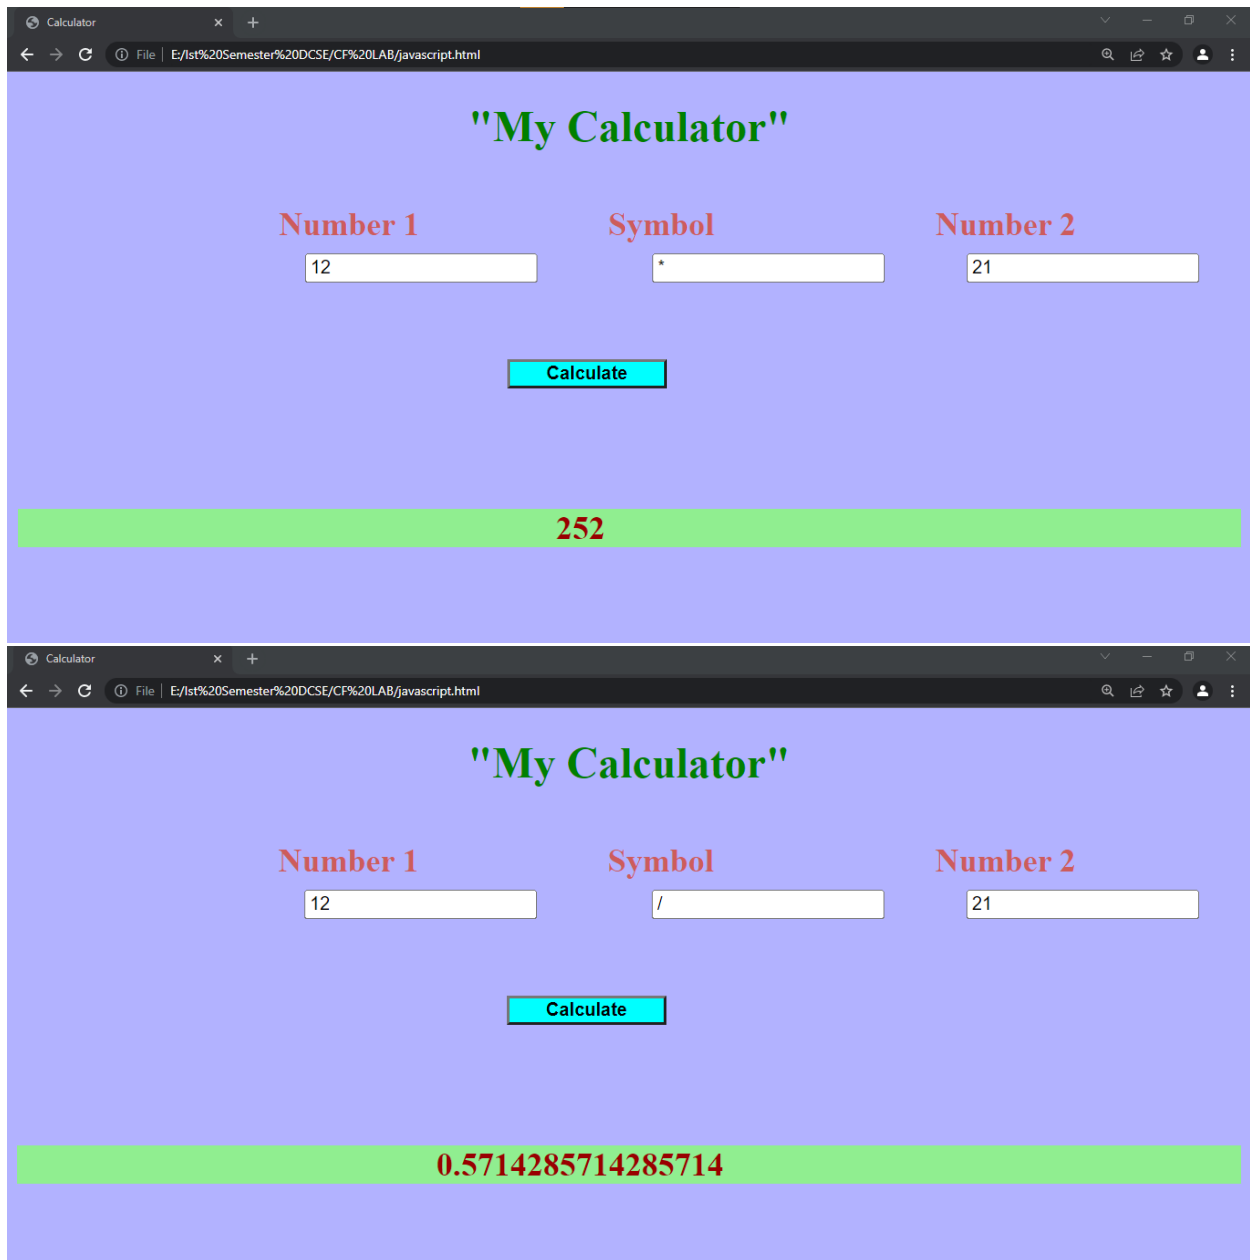 Calculator
File E:/Ist%20Semester%20DCSE/CF%20LAB/javascript.html
"My Calculator"
Number 1 Symbol Number 2
12 * 21
Calculate
252
Calculator
File E:/Ist%20Semester%20DCSE/CF%20LAB/javascript.html
"My Calculator"
Number 1 Symbol Number 2
12 / 21
Calculate
0.5714285714285714